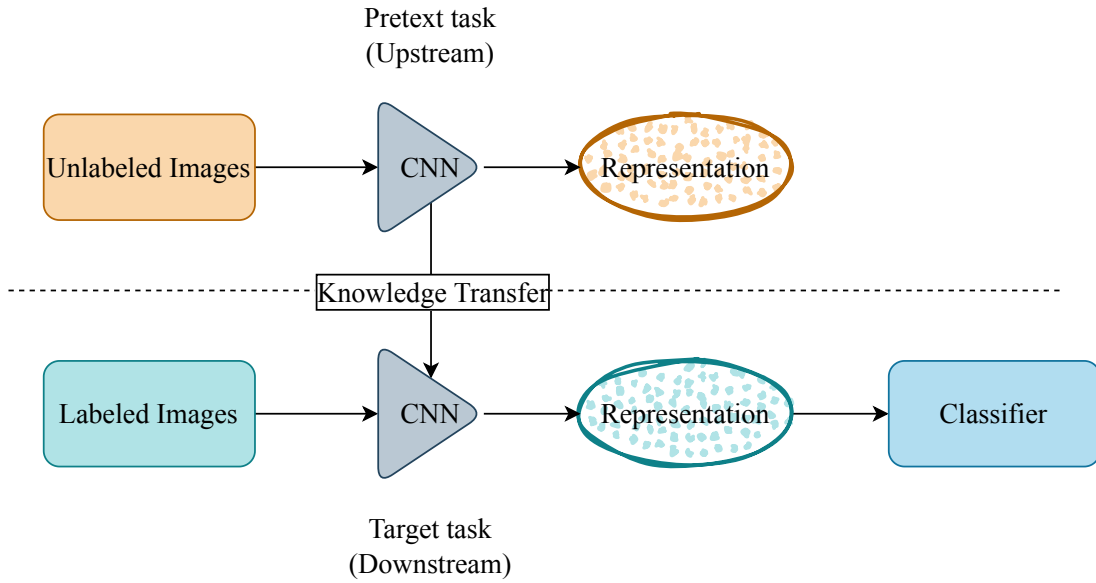 Pretext task
(Upstream)
Unlabeled Images
CNN
Representation
Knowledge Transfer
Labeled Images
CNN
Representation
Classifier
Target task
(Downstream)